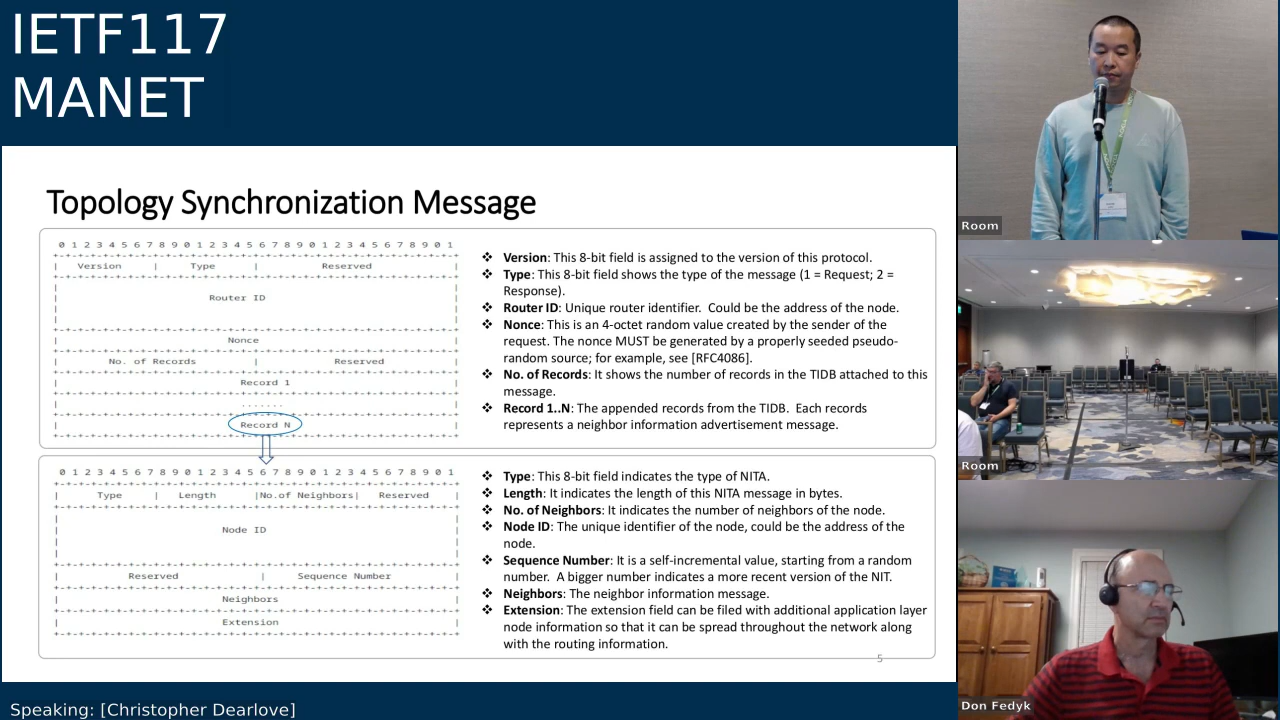 IETF117
MANET
Topology Synchronization Message
0 1 2 3 4 5 6 7 8 9 0 1 2 3 4 5 6 7 8 9 0 1 2 3 4 5 6 7 8 9 0 1
| Version | Type | Reserved |
Router ID
Nonce
| No. of Records | Reserved |
Record 1
.......
Record N
❖ Version: This 8-bit field is assigned to the version of this protocol.
❖ Type: This 8-bit field shows the type of the message (1 = Request; 2 =
Response).
❖ Router ID: Unique router identifier. Could be the address of the node.
❖ Nonce: This is an 4-octet random value created by the sender of the
request. The nonce MUST be generated by a properly seeded pseudo-
random source; for example, see [RFC4086].
❖ No. of Records: It shows the number of records in the TIDB attached to this
message.
❖ Record 1..N: The appended records from the TIDB. Each records
represents a neighbor information advertisement message.
0 1 2 3 4 5 6 7 8 9 0 1 2 3 4 5 6 7 8 9 0 1 2 3 4 5 6 7 8 9 0 1
| Type | Length |No.of Neighbors| Reserved |
Node ID
| Reserved | Sequence Number |
Neighbors
Extension
❖ Type: This 8-bit field indicates the type of NITA.
❖ Length: It indicates the length of this NITA message in bytes.
❖ No. of Neighbors: It indicates the number of neighbors of the node.
❖ Node ID: The unique identifier of the node, could be the address of the
node.
❖ Sequence Number: It is a self-incremental value, starting from a random
number. A bigger number indicates a more recent version of the NIT.
❖ Neighbors: The neighbor information message.
❖ Extension: The extension field can be filed with additional application layer
node information so that it can be spread throughout the network along
with the routing information.
5
Speaking: [Christopher Dearlove]
Room
Room
Don Fedyk